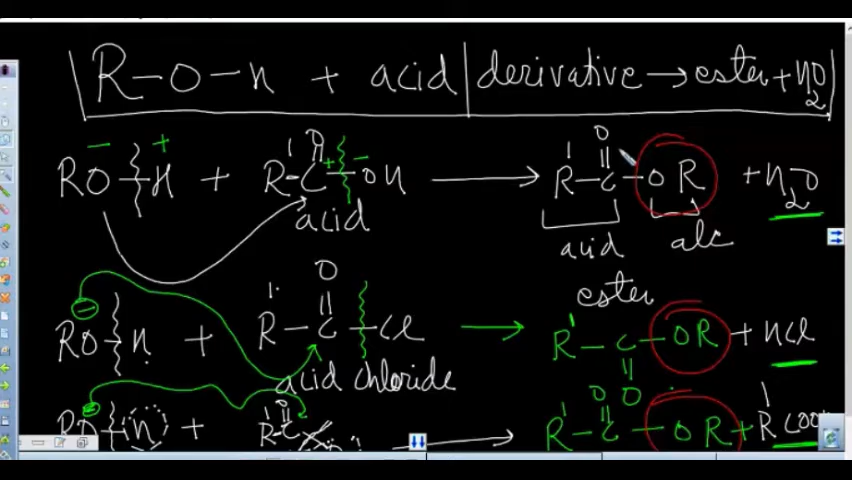 R-O-H + acid derivative → ester + H2O
RO H + R'-C-OH → R'-C-OR + H2O
O O
- + + -
acid acid alc
ester
RO H + R'-C-Cl → R'-C-OR + HCl
O O
-
acid chloride
RO H + R'-C → R'-C-OR + R'COO
O O